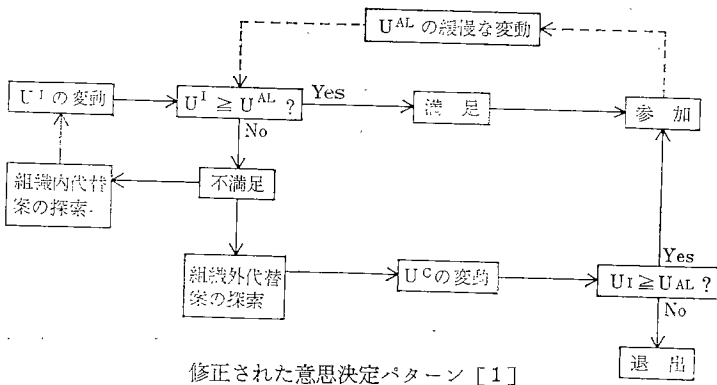 U^AL の緩慢な変動
U^I の変動
U^I ≧ U^AL ?
Yes
満 足
参 加
No
組織内代替
案の探索
不満足
組織外代替
案の探索
U^C の変動
Yes
U_I ≧ U_AL ?
No
退 出
修正された意思決定パターン [1]